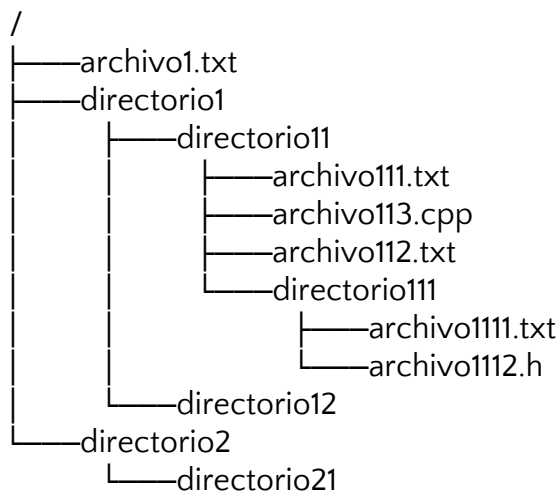 /
archivo1.txt
directorio1
directorio11
archivo111.txt
archivo113.cpp
archivo112.txt
directorio111
archivo1111.txt
archivo1112.h
directorio12
directorio2
directorio21